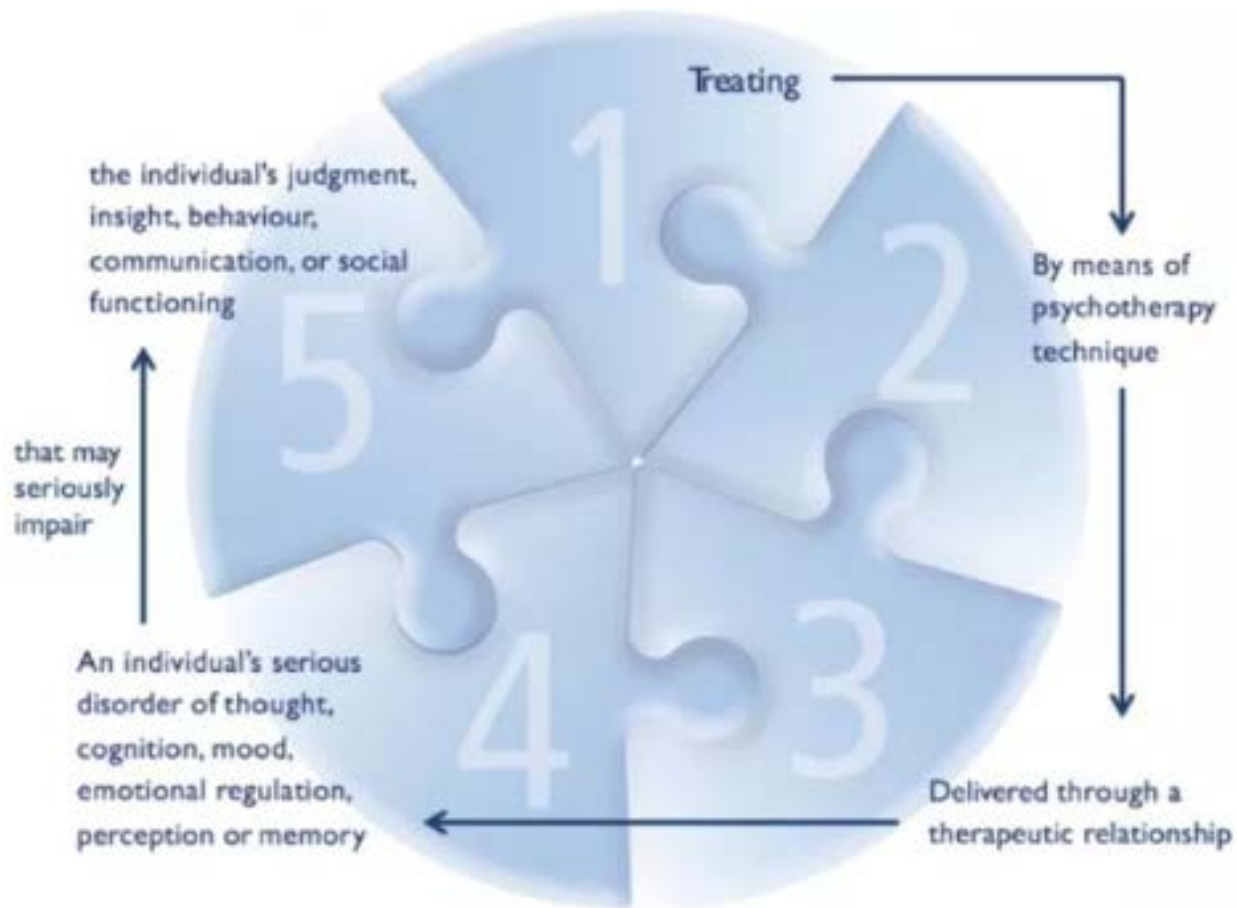 Treating
1
2
By means of
psychotherapy
technique
3
Delivered through a
therapeutic relationship
4
An individual's serious
disorder of thought,
cognition, mood,
emotional regulation,
perception or memory
that may
seriously
impair
5
the individual's judgment,
insight, behaviour,
communication, or social
functioning